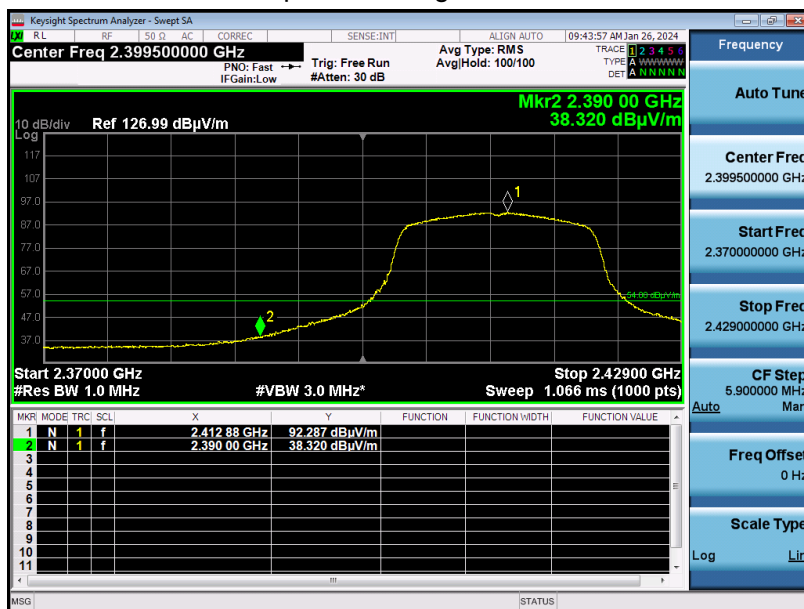 Keysight Spectrum Analyzer - Swept SA
RL RF 50 Ω AC CORREC SENSE:INT ALIGN AUTO 09:43:57 AM Jan 26, 2024
Center Freq 2.399500000 GHz
PNO: Fast
IFGain:Low
Trig: Free Run
#Atten: 30 dB
Avg Type: RMS
Avg|Hold: 100/100
TRACE 1 2 3 4 5 6
TYPE A WWWWW
DET A N N N N N
Mkr2 2.390 00 GHz
38.320 dBµV/m
10 dB/div Ref 126.99 dBµV/m
Log
117
107
97.0
87.0
77.0
67.0
57.0
47.0
37.0
1
2
54.00 dBµV/m
Start 2.37000 GHz Stop 2.42900 GHz
#Res BW 1.0 MHz #VBW 3.0 MHz* Sweep 1.066 ms (1000 pts)
MKR MODE TRC SCL X Y FUNCTION FUNCTION WIDTH FUNCTION VALUE
1 N 1 f 2.412 88 GHz 92.287 dBµV/m
2 N 1 f 2.390 00 GHz 38.320 dBµV/m
3
4
5
6
7
8
9
10
11
MSG STATUS
Frequency
Auto Tune
Center Freq
2.399500000 GHz
Start Freq
2.370000000 GHz
Stop Freq
2.429000000 GHz
CF Step
5.900000 MHz
Auto Man
Freq Offset
0 Hz
Scale Type
Log Lin